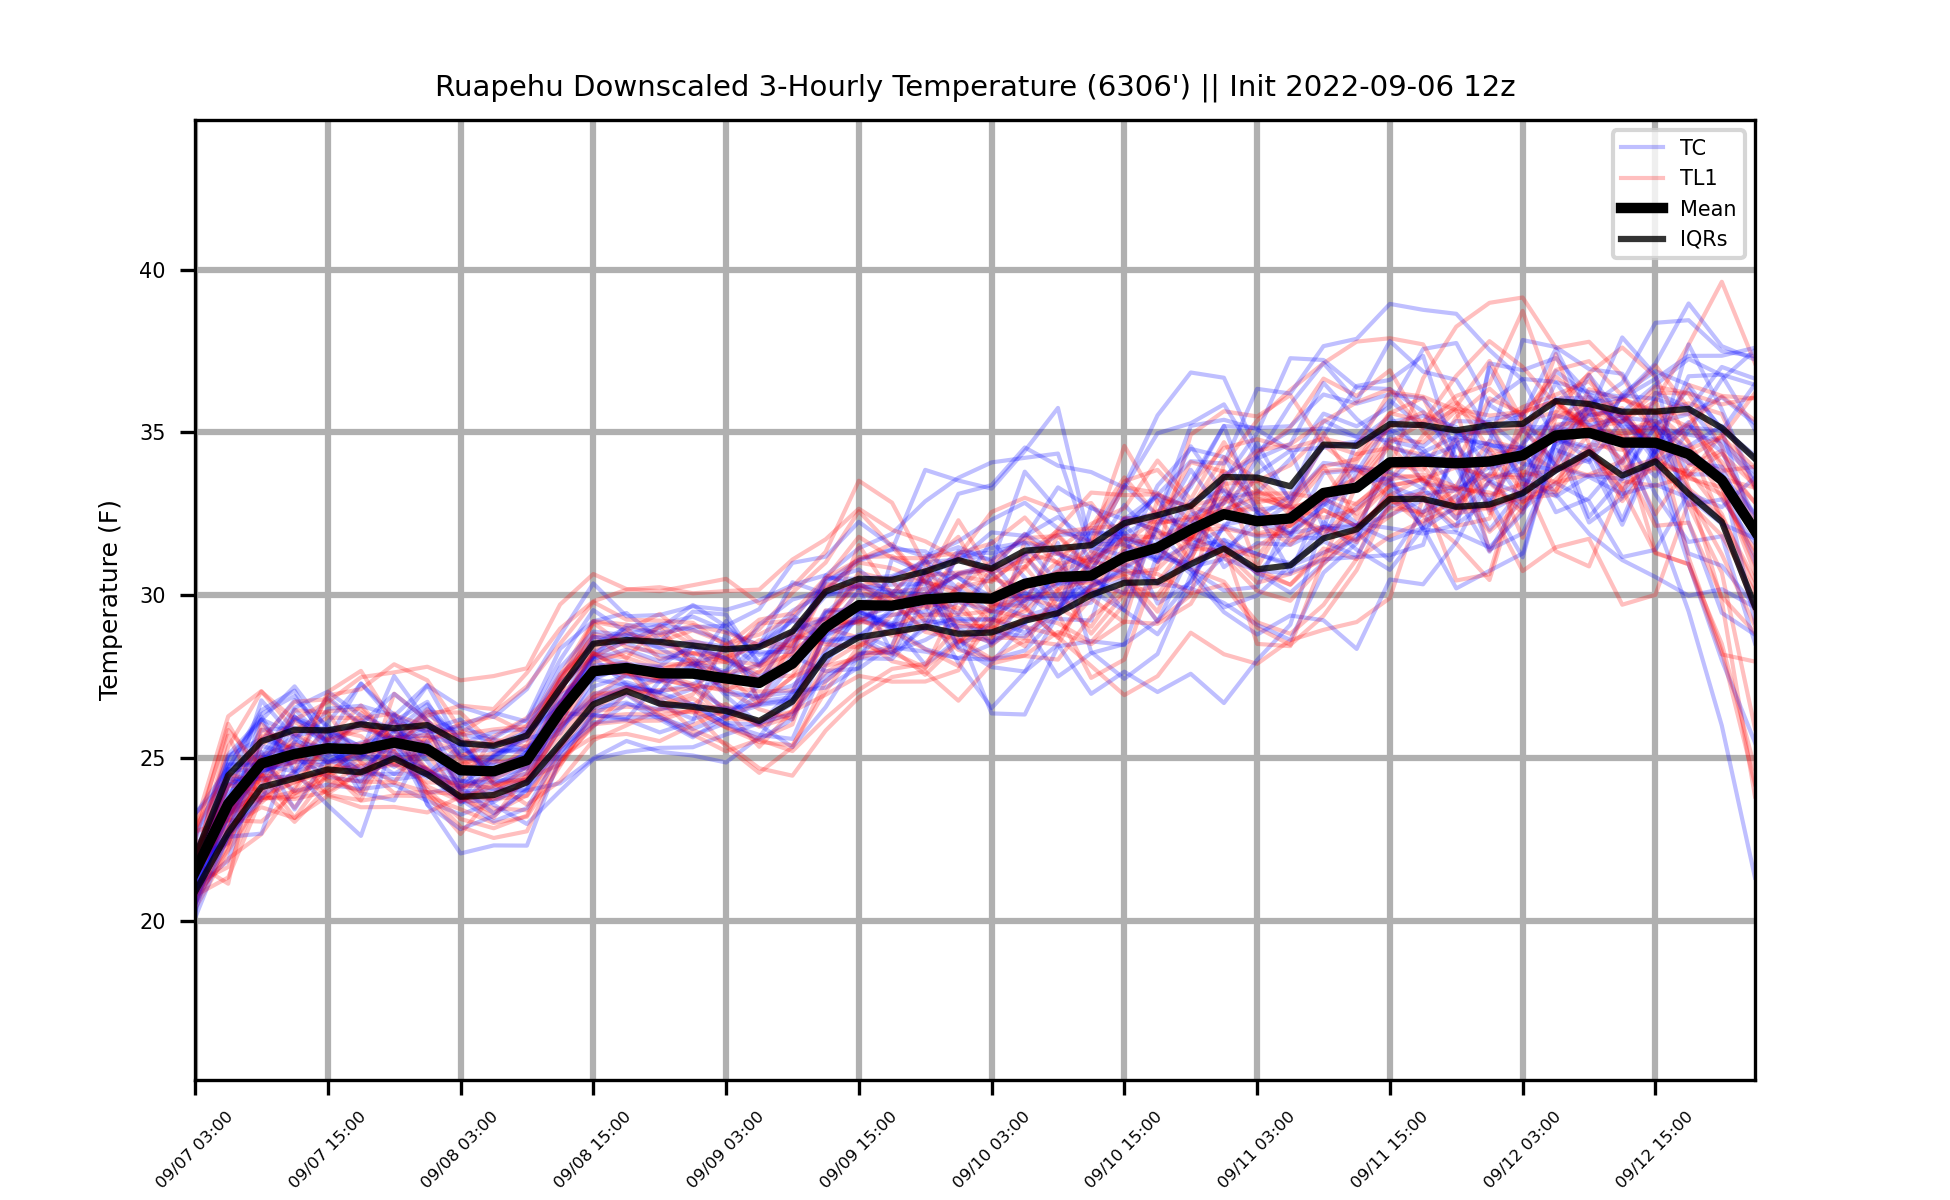 Ruapehu Downscaled 3-Hourly Temperature (6306') || Init 2022-09-06 12z
TC
TL1
Mean
IQRs
Temperature (F)
40
35
30
25
20
09/07 03:00
09/07 15:00
09/08 03:00
09/08 15:00
09/09 03:00
09/09 15:00
09/10 03:00
09/10 15:00
09/11 03:00
09/11 15:00
09/12 03:00
09/12 15:00